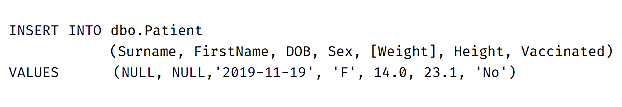 INSERT INTO dbo.Patient
(Surname, FirstName, DOB, Sex, [Weight], Height, Vaccinated)
VALUES (NULL, NULL,'2019-11-19', 'F', 14.0, 23.1, 'No')